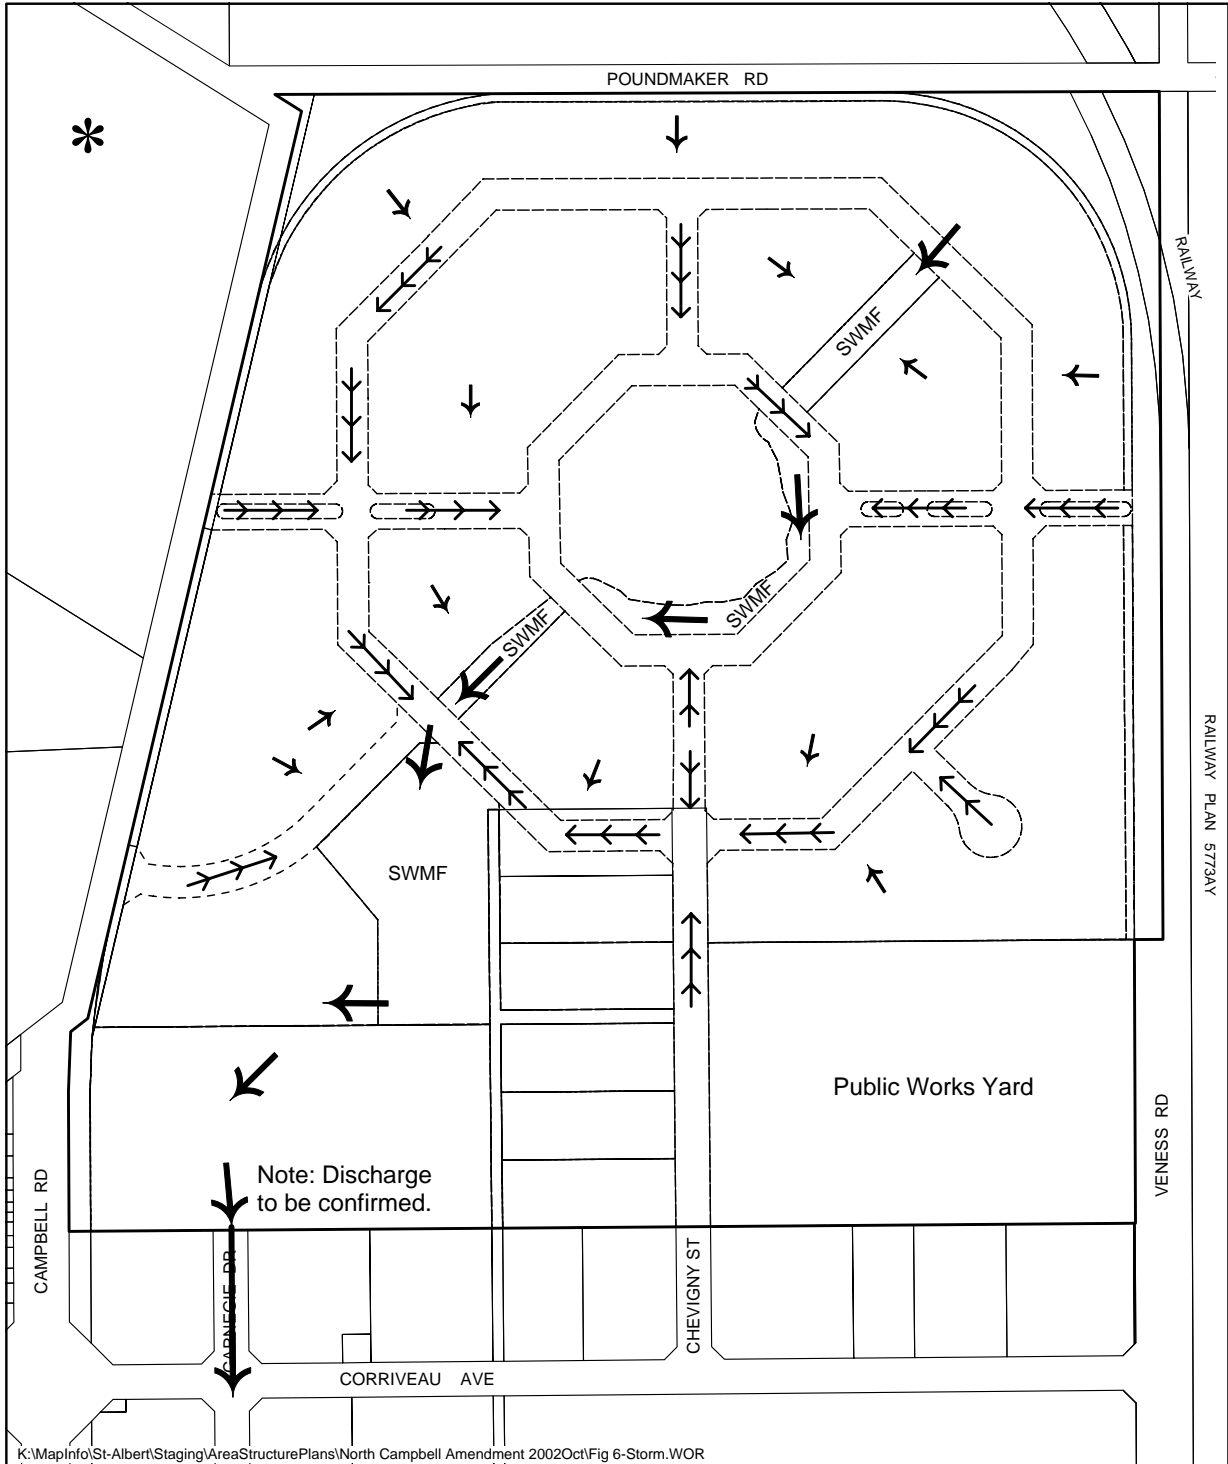 POUNDMAKER RD
*
RAILWAY
SWMF
SWMF
SWMF
RAILWAY PLAN 5773AY
SWMF
Public Works Yard
VENESS RD
Note: Discharge
to be confirmed.
CAMPBELL RD
CARNEGIE DR
CHEVIGNY ST
CORRIVEAU AVE
K:\MapInfo\St-Albert\Staging\AreaStructurePlans\North Campbell Amendment 2002Oct\Fig 6-Storm.WOR